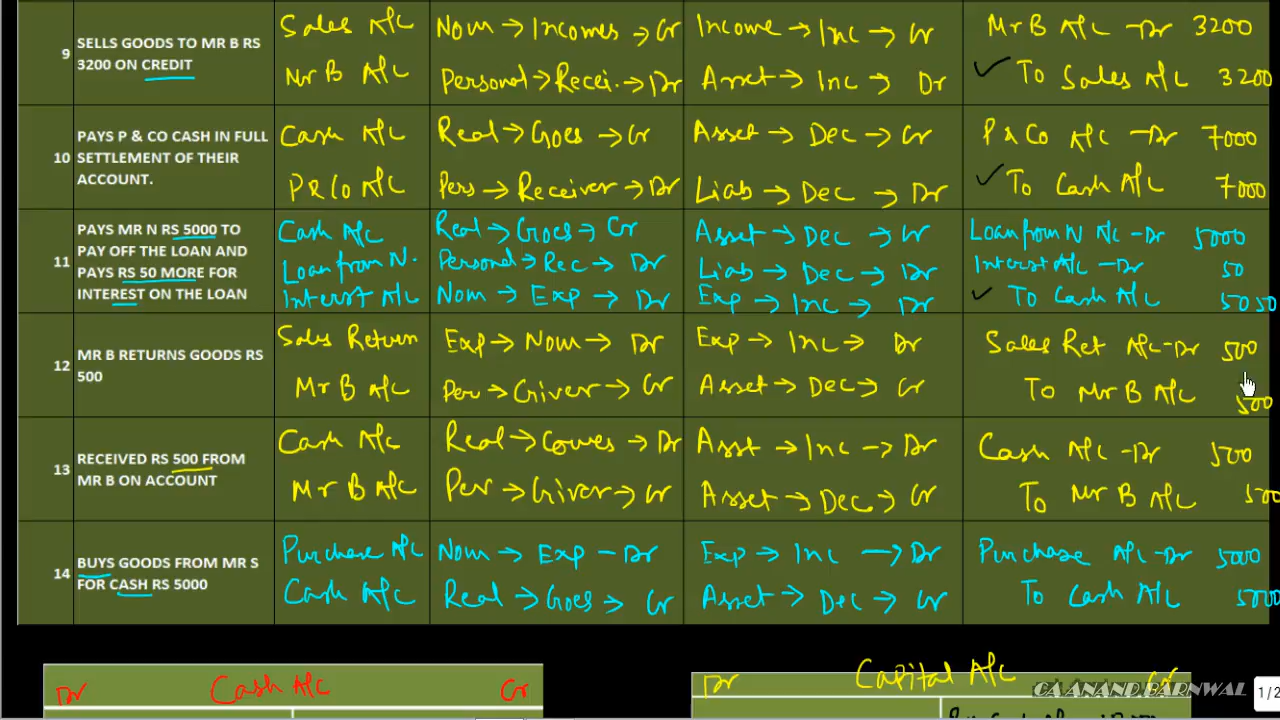 9 SELLS GOODS TO MR B RS 3200 ON CREDIT
Sales A/c Nom → Incomes → Cr Income → Inc → Cr Mr B A/c - Dr 3200
Mr B A/c Personal → Recei. → Dr Asset → Inc → Dr ✓ To Sales A/c 3200
10 PAYS P & CO CASH IN FULL SETTLEMENT OF THEIR ACCOUNT.
Cash A/c Real → Goes → Cr Asset → Dec → Cr P & Co A/c - Dr 7000
P & Co A/c Pers → Receiver → Dr Liab → Dec → Dr ✓ To Cash A/c 7000
11 PAYS MR N RS 5000 TO PAY OFF THE LOAN AND PAYS RS 50 MORE FOR INTEREST ON THE LOAN
Cash A/c Real → Goes → Cr Asset → Dec → Cr Loan from N A/c - Dr 5000
Loan from N. Personal → Rec → Dr Liab → Dec → Dr Interst A/c - Dr 50
Interst A/c Nom → Exp → Dr Exp → Inc → Dr ✓ To Cash A/c 5050
12 MR B RETURNS GOODS RS 500
Sales Return Exp → Nom → Dr Exp → Inc → Dr Sales Ret A/c - Dr 500
Mr B A/c Per → Giver → Cr Asset → Dec → Cr To Mr B A/c 500
13 RECEIVED RS 500 FROM MR B ON ACCOUNT
Cash A/c Real → Comes → Dr Asst → Inc → Dr Cash A/c - Dr 500
Mr B A/c Per → Giver → Cr Asset → Dec → Cr To Mr B A/c 500
14 BUYS GOODS FROM MR S FOR CASH RS 5000
Purchase A/c Nom → Exp - Dr Exp → Inc → Dr Purchase A/c - Dr 5000
Cash A/c Real → Goes → Cr Asset → Dec → Cr To Cash A/c 5000
Dr Cash A/c Cr
Dr Capital A/c Cr
CA ANAND BARNWAL
1/2